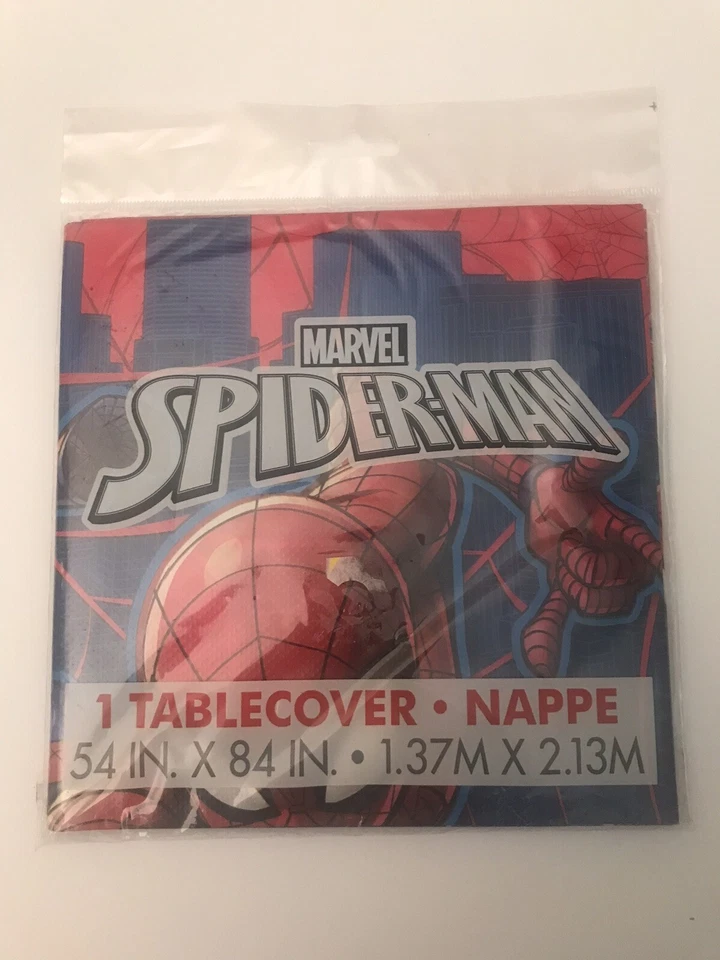 MARVEL
SPIDER-MAN
1 TABLECOVER • NAPPE
54 IN. X 84 IN. • 1.37M X 2.13M